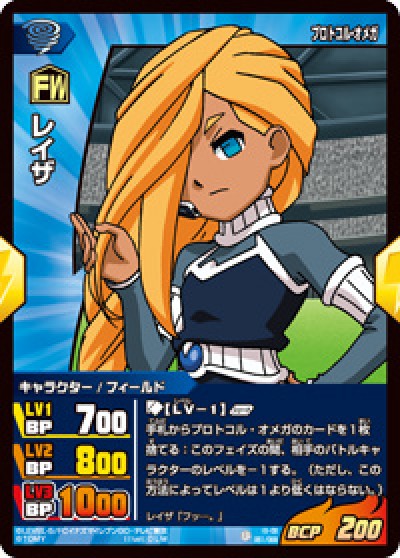 プロトコル・オメガ
FW
レイザ
キャラクター / フィールド
LV1 BP 700
LV2 BP 800
LV3 BP 1000
[LV-1]
手札からプロトコル・オメガのカードを1枚
捨てる:このフェイズの間、相手のバトルキャ
ラクターのレベルを-1する。(ただし、この
方法によってレベルは1より低くはならない。)
レイザ「フッ…。」
©TOMY
BCP 200